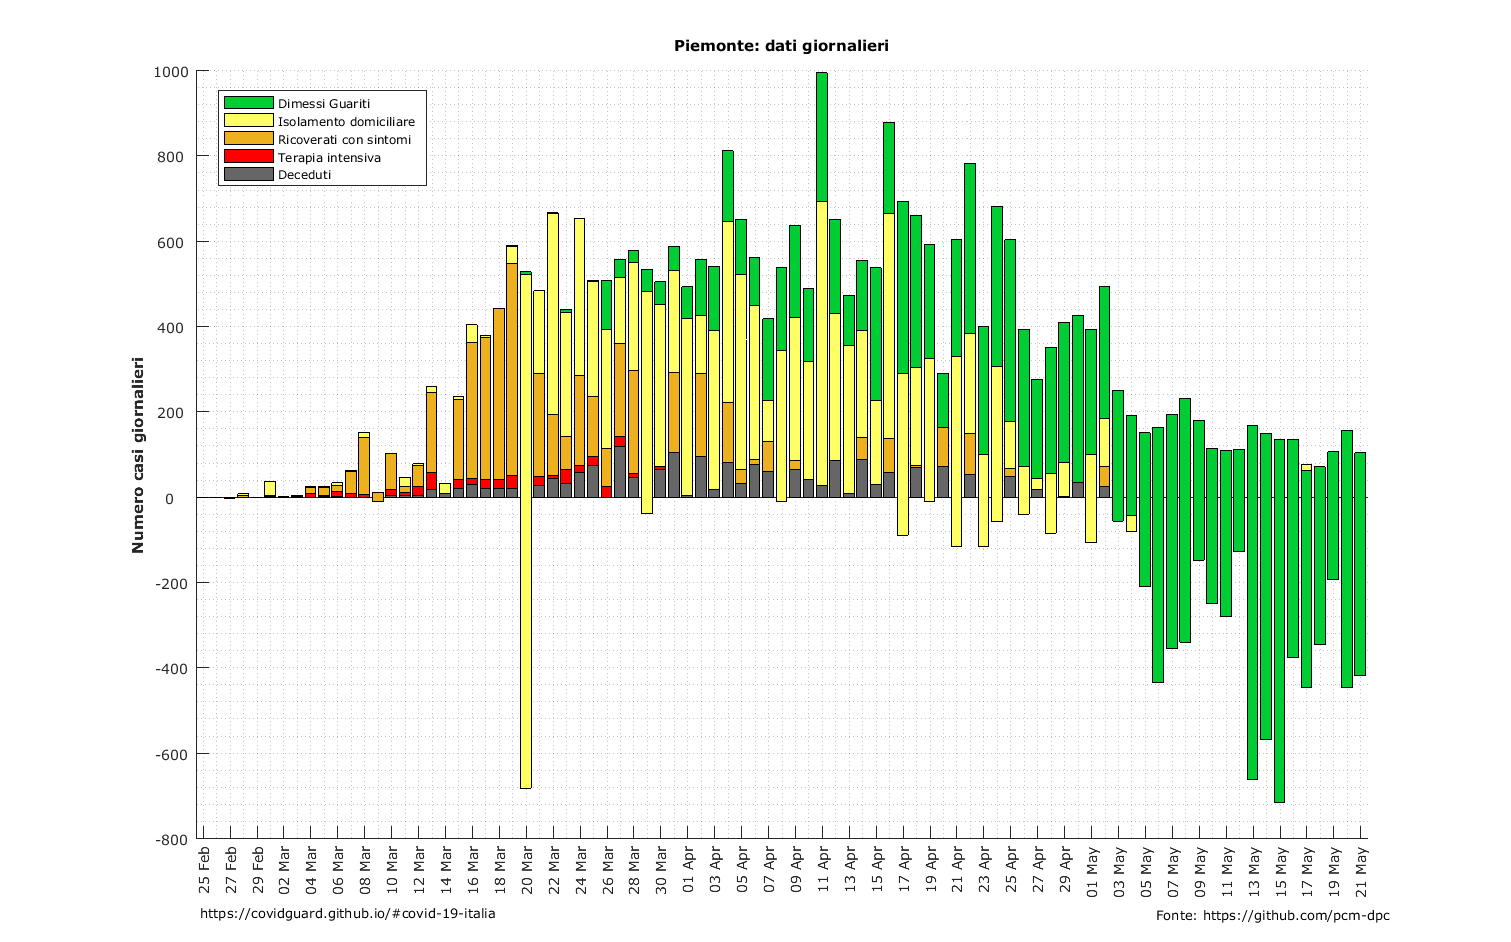 Piemonte: dati giornalieri
Numero casi giornalieri
1000
800
600
400
200
0
-200
-400
-600
-800
Dimessi Guariti
Isolamento domiciliare
Ricoverati con sintomi
Terapia intensiva
Deceduti
25 Feb
27 Feb
29 Feb
02 Mar
04 Mar
06 Mar
08 Mar
10 Mar
12 Mar
14 Mar
16 Mar
18 Mar
20 Mar
22 Mar
24 Mar
26 Mar
28 Mar
30 Mar
01 Apr
03 Apr
05 Apr
07 Apr
09 Apr
11 Apr
13 Apr
15 Apr
17 Apr
19 Apr
21 Apr
23 Apr
25 Apr
27 Apr
29 Apr
01 May
03 May
05 May
07 May
09 May
11 May
13 May
15 May
17 May
19 May
21 May
https://covidguard.github.io/#covid-19-italia
Fonte: https://github.com/pcm-dpc